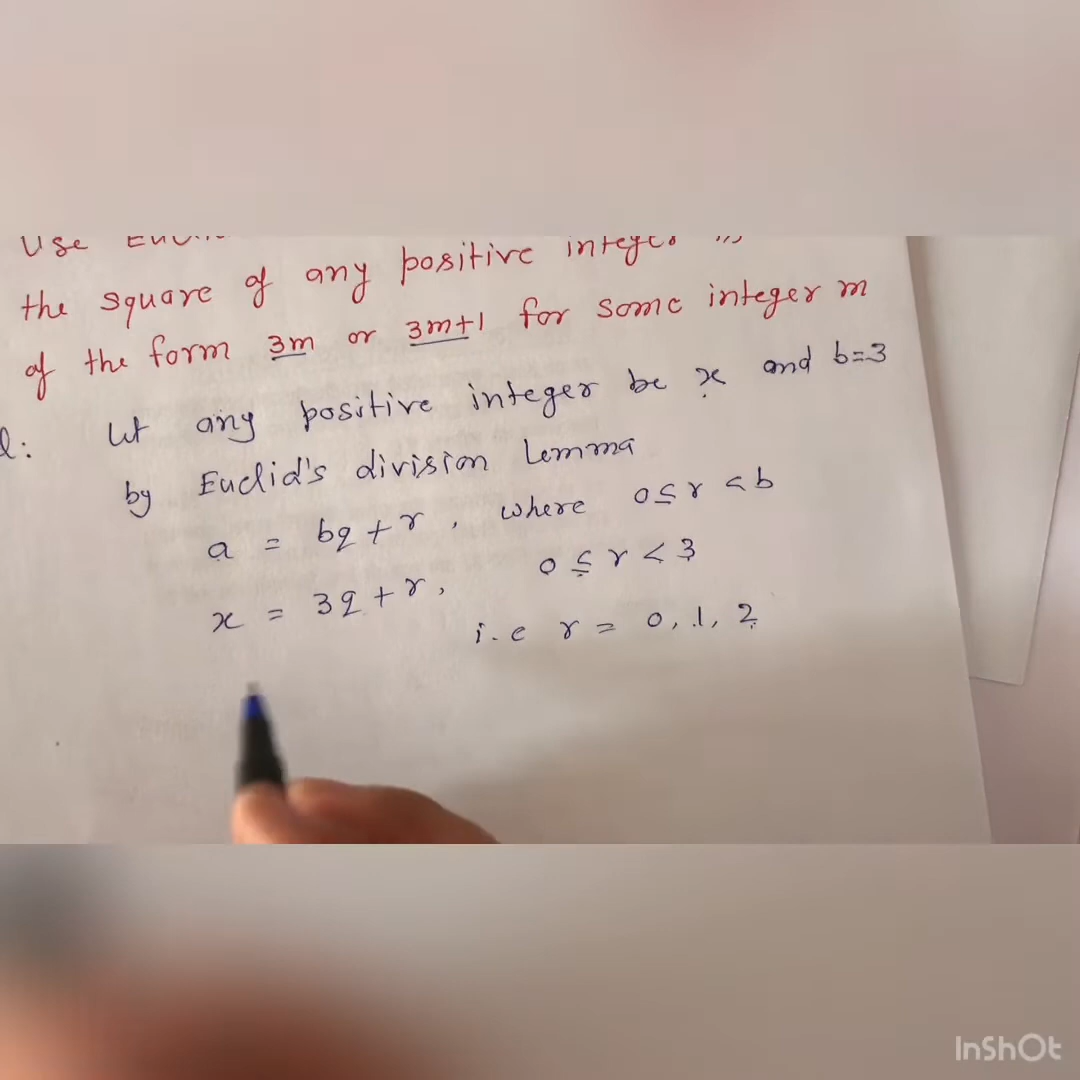 Use
the square of any positive integer
of the form 3m or 3m+1 for some integer m
Let any positive integer be x and b=3
by Euclid's division Lemma
a = bq + r , where 0 ≤ r < b
x = 3q + r, 0 ≤ r < 3
i.e r = 0, 1, 2
InShOt